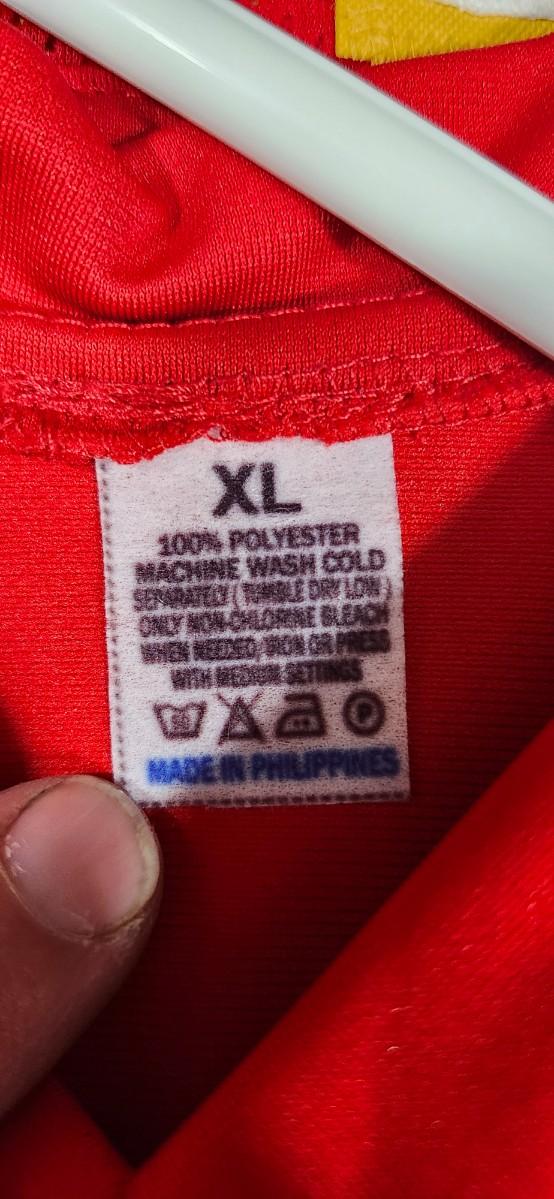 XL
100% POLYESTER
MACHINE WASH COLD
SEPARATELY (TUMBLE DRY LOW)
ONLY NON-CHLORINE BLEACH
WHEN NEEDED/IRON OR PRESS
WITH MEDIUM SETTINGS
P
MADE IN PHILIPPINES